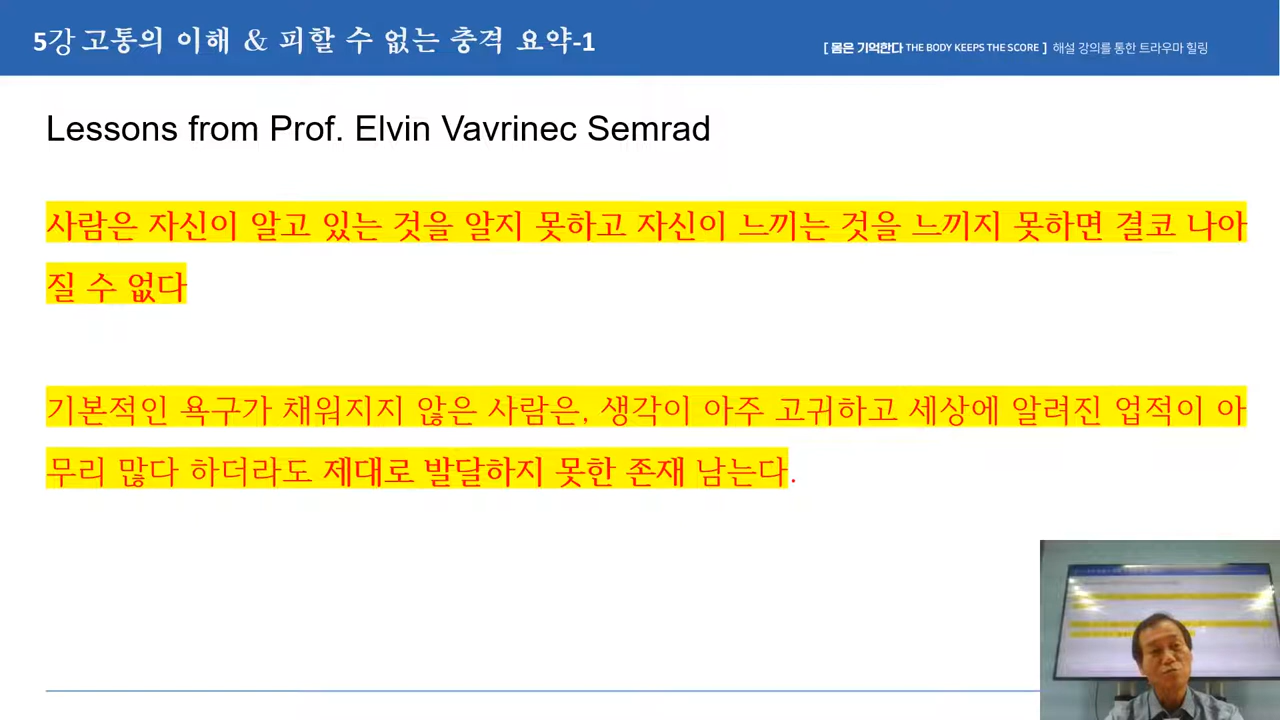 5강 고통의 이해 & 피할 수 없는 충격 요약-1
[ 몸은 기억한다 THE BODY KEEPS THE SCORE ] 해설 강의를 통한 트라우마 힐링
Lessons from Prof. Elvin Vavrinec Semrad
사람은 자신이 알고 있는 것을 알지 못하고 자신이 느끼는 것을 느끼지 못하면 결코 나아
질 수 없다
기본적인 욕구가 채워지지 않은 사람은, 생각이 아주 고귀하고 세상에 알려진 업적이 아
무리 많다 하더라도 제대로 발달하지 못한 존재 남는다.